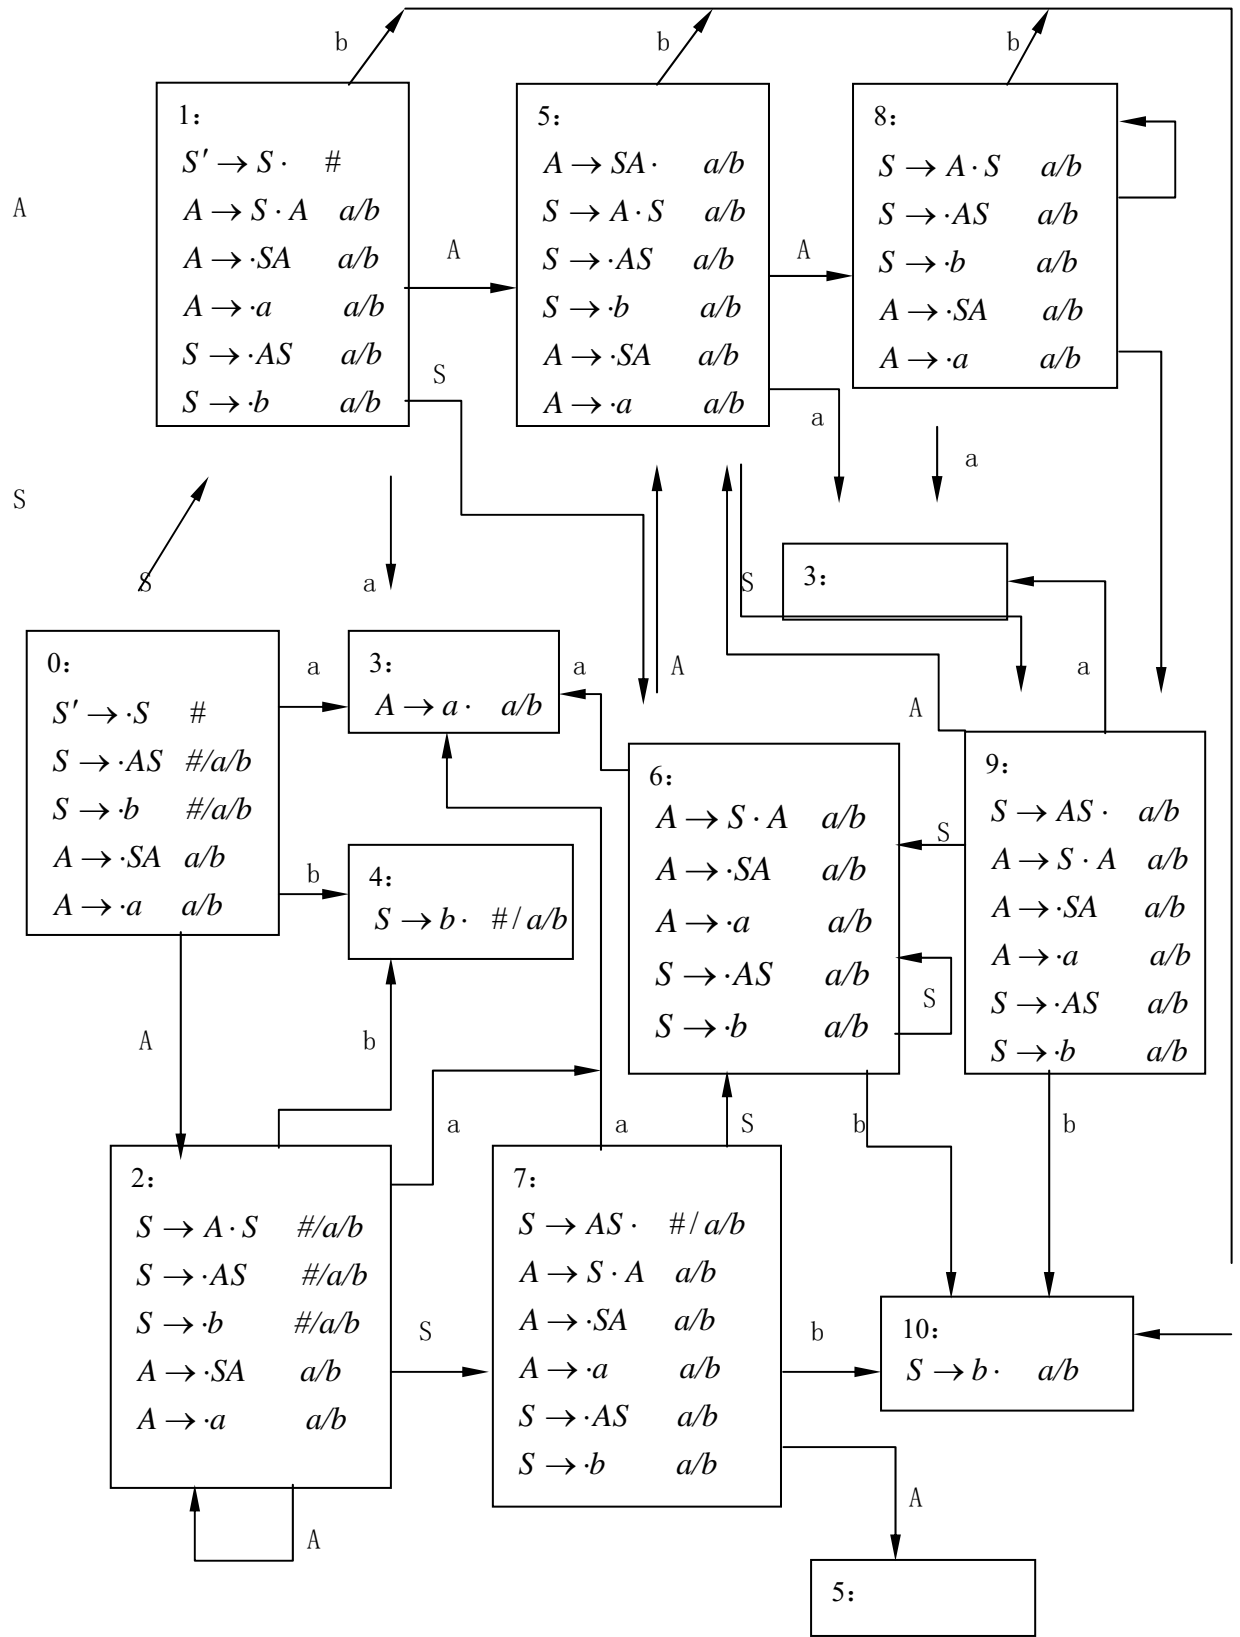 b
b
b
1:
S′ → S · #
A → S · A a/b
A → ·SA a/b
A → ·a a/b
S → ·AS a/b
S → ·b a/b
5:
A → SA · a/b
S → A · S a/b
S → ·AS a/b
S → ·b a/b
A → ·SA a/b
A → ·a a/b
8:
S → A · S a/b
S → ·AS a/b
S → ·b a/b
A → ·SA a/b
A → ·a a/b
A
A
A
S
a
a
S
S
a
S
3:
0:
S′ → ·S #
S → ·AS #/a/b
S → ·b #/a/b
A → ·SA a/b
A → ·a a/b
a
3:
A → a · a/b
a
A
a
A
b
4:
S → b · #/a/b
6:
A → S · A a/b
A → ·SA a/b
A → ·a a/b
S → ·AS a/b
S → ·b a/b
S
S
9:
S → AS · a/b
A → S · A a/b
A → ·SA a/b
A → ·a a/b
S → ·AS a/b
S → ·b a/b
A
b
a
a
S
b
b
2:
S → A · S #/a/b
S → ·AS #/a/b
S → ·b #/a/b
A → ·SA a/b
A → ·a a/b
S
7:
S → AS · #/a/b
A → S · A a/b
A → ·SA a/b
A → ·a a/b
S → ·AS a/b
S → ·b a/b
b
10:
S → b · a/b
A
A
5: